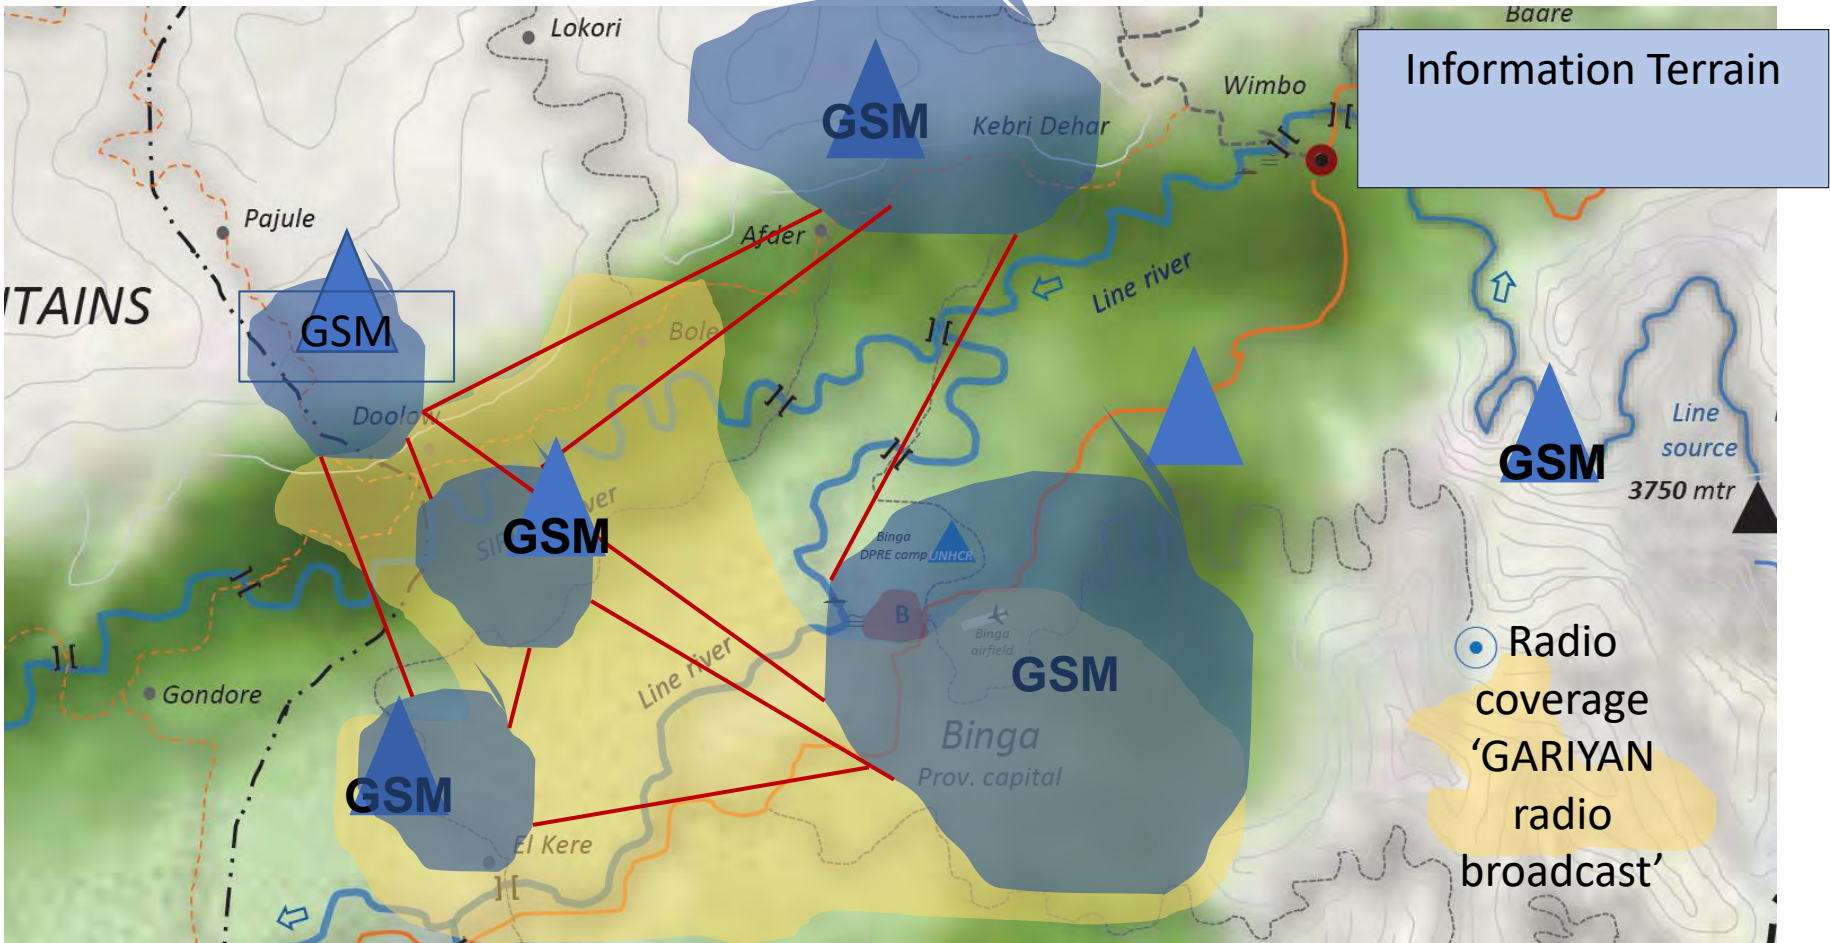 Lokori
Baare
Information Terrain
Wimbo
GSM
Kebri Dehar
Pajule
Afder
Line river
NTAINS
GSM
Bole
Doolow
Line
source
GSM
3750 mtr
river
GSM
Binga
DPRE camp UNHCR
B
Binga
airfield
Radio
coverage
‘GARIYAN
radio
broadcast’
GSM
Line river
Gondore
Binga
Prov. capital
GSM
El Kere